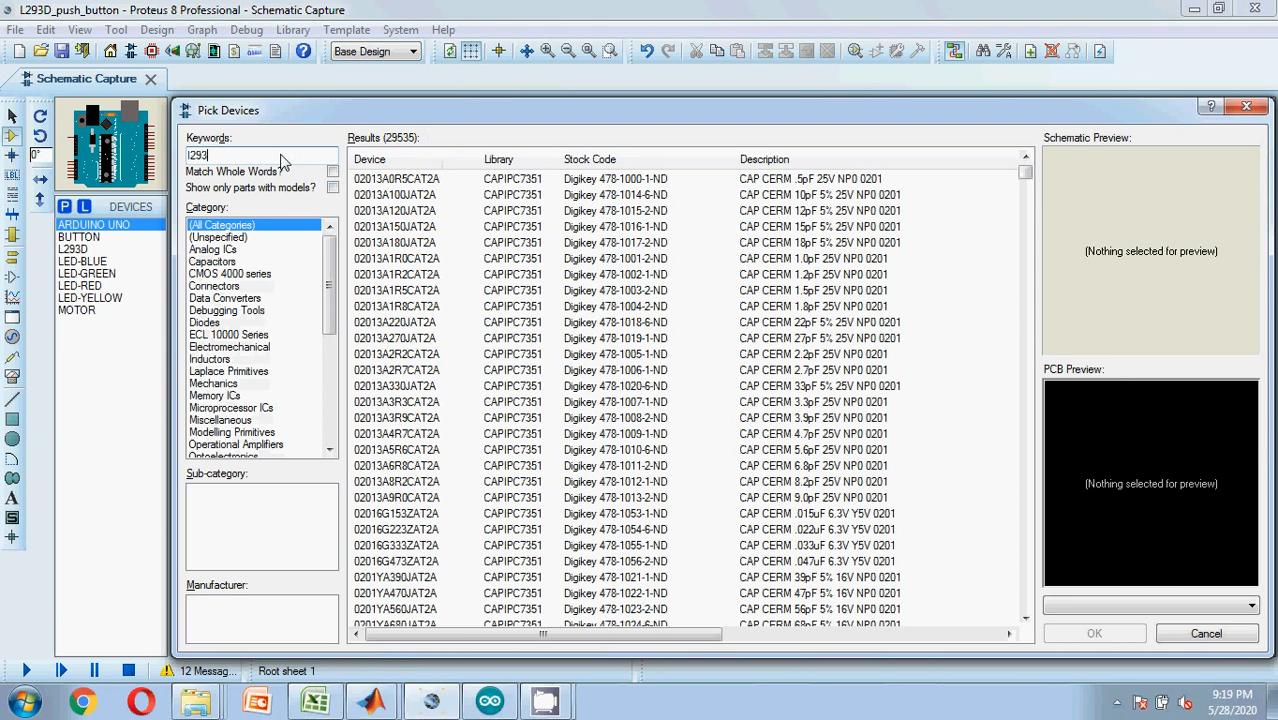 L293D_push_button - Proteus 8 Professional - Schematic Capture
File Edit View Tool Design Graph Debug Library Template System Help
Base Design
Schematic Capture
Pick Devices
Keywords:
l293
Match Whole Words?
Show only parts with models?
Category:
(All Categories)
(Unspecified)
Analog ICs
Capacitors
CMOS 4000 series
Connectors
Data Converters
Debugging Tools
Diodes
ECL 10000 Series
Electromechanical
Inductors
Laplace Primitives
Mechanics
Memory ICs
Microprocessor ICs
Miscellaneous
Modelling Primitives
Operational Amplifiers
Optoelectronics
Sub-category:
Manufacturer:
0°
LBL
P L DEVICES
ARDUINO UNO
BUTTON
L293D
LED-BLUE
LED-GREEN
LED-RED
LED-YELLOW
MOTOR
Results (29535):
Device Library Stock Code Description
02013A0R5CAT2A CAPIPC7351 Digikey 478-1000-1-ND CAP CERM .5pF 25V NP0 0201
02013A100JAT2A CAPIPC7351 Digikey 478-1014-6-ND CAP CERM 10pF 5% 25V NP0 0201
02013A120JAT2A CAPIPC7351 Digikey 478-1015-2-ND CAP CERM 12pF 5% 25V NP0 0201
02013A150JAT2A CAPIPC7351 Digikey 478-1016-1-ND CAP CERM 15pF 5% 25V NP0 0201
02013A180JAT2A CAPIPC7351 Digikey 478-1017-2-ND CAP CERM 18pF 5% 25V NP0 0201
02013A1R0CAT2A CAPIPC7351 Digikey 478-1001-2-ND CAP CERM 1.0pF 25V NP0 0201
02013A1R2CAT2A CAPIPC7351 Digikey 478-1002-1-ND CAP CERM 1.2pF 25V NP0 0201
02013A1R5CAT2A CAPIPC7351 Digikey 478-1003-2-ND CAP CERM 1.5pF 25V NP0 0201
02013A1R8CAT2A CAPIPC7351 Digikey 478-1004-2-ND CAP CERM 1.8pF 25V NP0 0201
02013A220JAT2A CAPIPC7351 Digikey 478-1018-6-ND CAP CERM 22pF 5% 25V NP0 0201
02013A270JAT2A CAPIPC7351 Digikey 478-1019-1-ND CAP CERM 27pF 5% 25V NP0 0201
02013A2R2CAT2A CAPIPC7351 Digikey 478-1005-1-ND CAP CERM 2.2pF 25V NP0 0201
02013A2R7CAT2A CAPIPC7351 Digikey 478-1006-1-ND CAP CERM 2.7pF 25V NP0 0201
02013A330JAT2A CAPIPC7351 Digikey 478-1020-6-ND CAP CERM 33pF 5% 25V NP0 0201
02013A3R3CAT2A CAPIPC7351 Digikey 478-1007-1-ND CAP CERM 3.3pF 25V NP0 0201
02013A3R9CAT2A CAPIPC7351 Digikey 478-1008-2-ND CAP CERM 3.9pF 25V NP0 0201
02013A4R7CAT2A CAPIPC7351 Digikey 478-1009-1-ND CAP CERM 4.7pF 25V NP0 0201
02013A5R6CAT2A CAPIPC7351 Digikey 478-1010-6-ND CAP CERM 5.6pF 25V NP0 0201
02013A6R8CAT2A CAPIPC7351 Digikey 478-1011-2-ND CAP CERM 6.8pF 25V NP0 0201
02013A8R2CAT2A CAPIPC7351 Digikey 478-1012-1-ND CAP CERM 8.2pF 25V NP0 0201
02013A9R0CAT2A CAPIPC7351 Digikey 478-1013-2-ND CAP CERM 9.0pF 25V NP0 0201
02016G153ZAT2A CAPIPC7351 Digikey 478-1053-1-ND CAP CERM .015uF 6.3V Y5V 0201
02016G223ZAT2A CAPIPC7351 Digikey 478-1054-1-ND CAP CERM .022uF 6.3V Y5V 0201
02016G333ZAT2A CAPIPC7351 Digikey 478-1055-1-ND CAP CERM .033uF 6.3V Y5V 0201
02016G473ZAT2A CAPIPC7351 Digikey 478-1056-2-ND CAP CERM .047uF 6.3V Y5V 0201
0201YA390JAT2A CAPIPC7351 Digikey 478-1021-1-ND CAP CERM 39pF 5% 16V NP0 0201
0201YA470JAT2A CAPIPC7351 Digikey 478-1022-1-ND CAP CERM 47pF 5% 16V NP0 0201
0201YA560JAT2A CAPIPC7351 Digikey 478-1023-2-ND CAP CERM 56pF 5% 16V NP0 0201
0201YA680JAT2A CAPIPC7351 Digikey 478-1024-6-ND CAP CERM 68pF 5% 16V NP0 0201
Schematic Preview:
(Nothing selected for preview)
PCB Preview:
(Nothing selected for preview)
OK Cancel
12 Messag... Root sheet 1
9:19 PM
5/28/2020